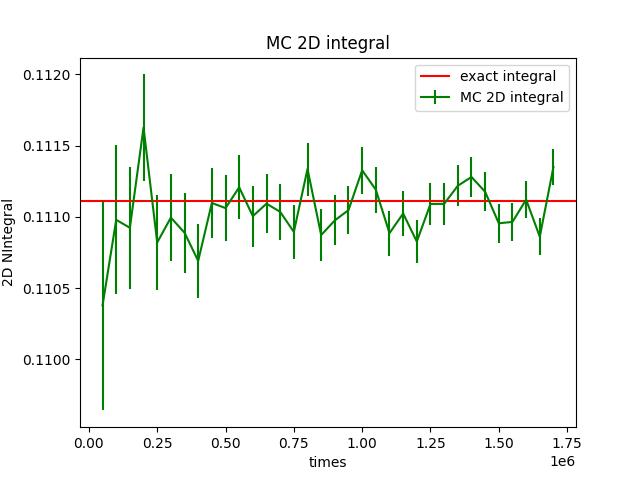 MC 2D integral
exact integral
MC 2D integral
0.1120
0.1115
0.1110
0.1105
0.1100
2D NIntegral
0.00 0.25 0.50 0.75 1.00 1.25 1.50 1.75
times
1e6